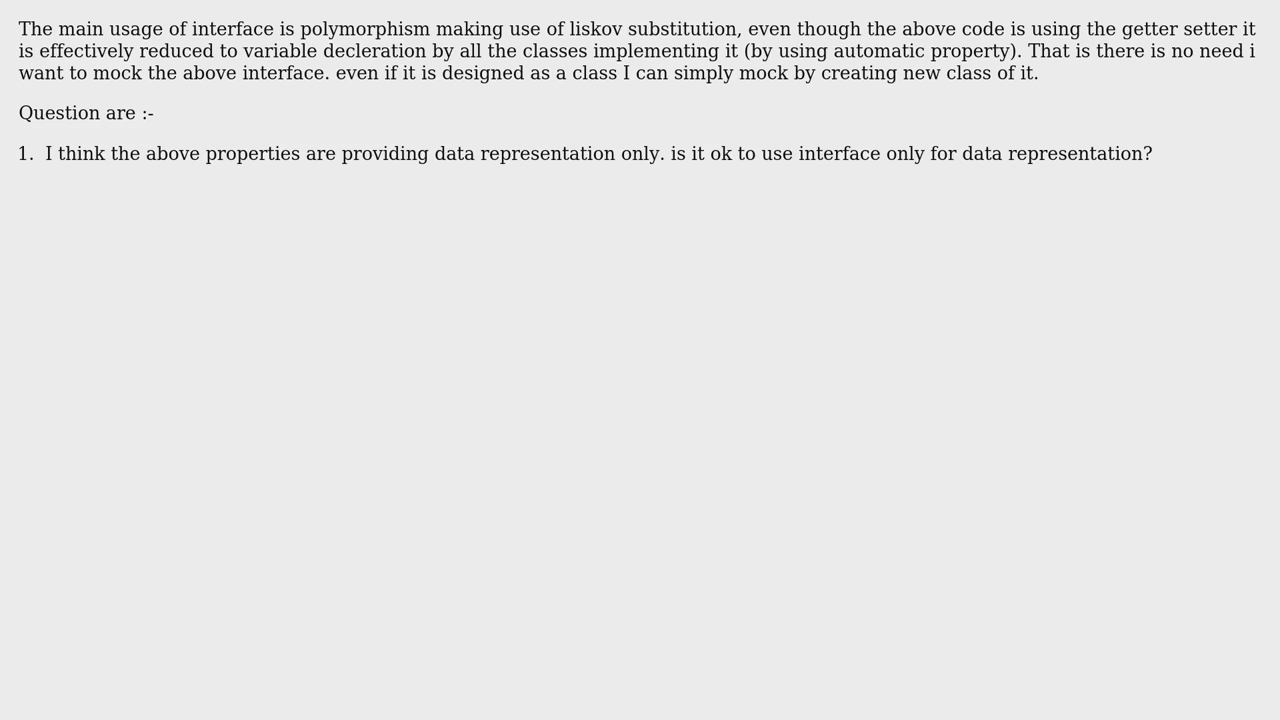 The main usage of interface is polymorphism making use of liskov substitution, even though the above code is using the getter setter it
is effectively reduced to variable decleration by all the classes implementing it (by using automatic property). That is there is no need i
want to mock the above interface. even if it is designed as a class I can simply mock by creating new class of it.
Question are :-
1. I think the above properties are providing data representation only. is it ok to use interface only for data representation?